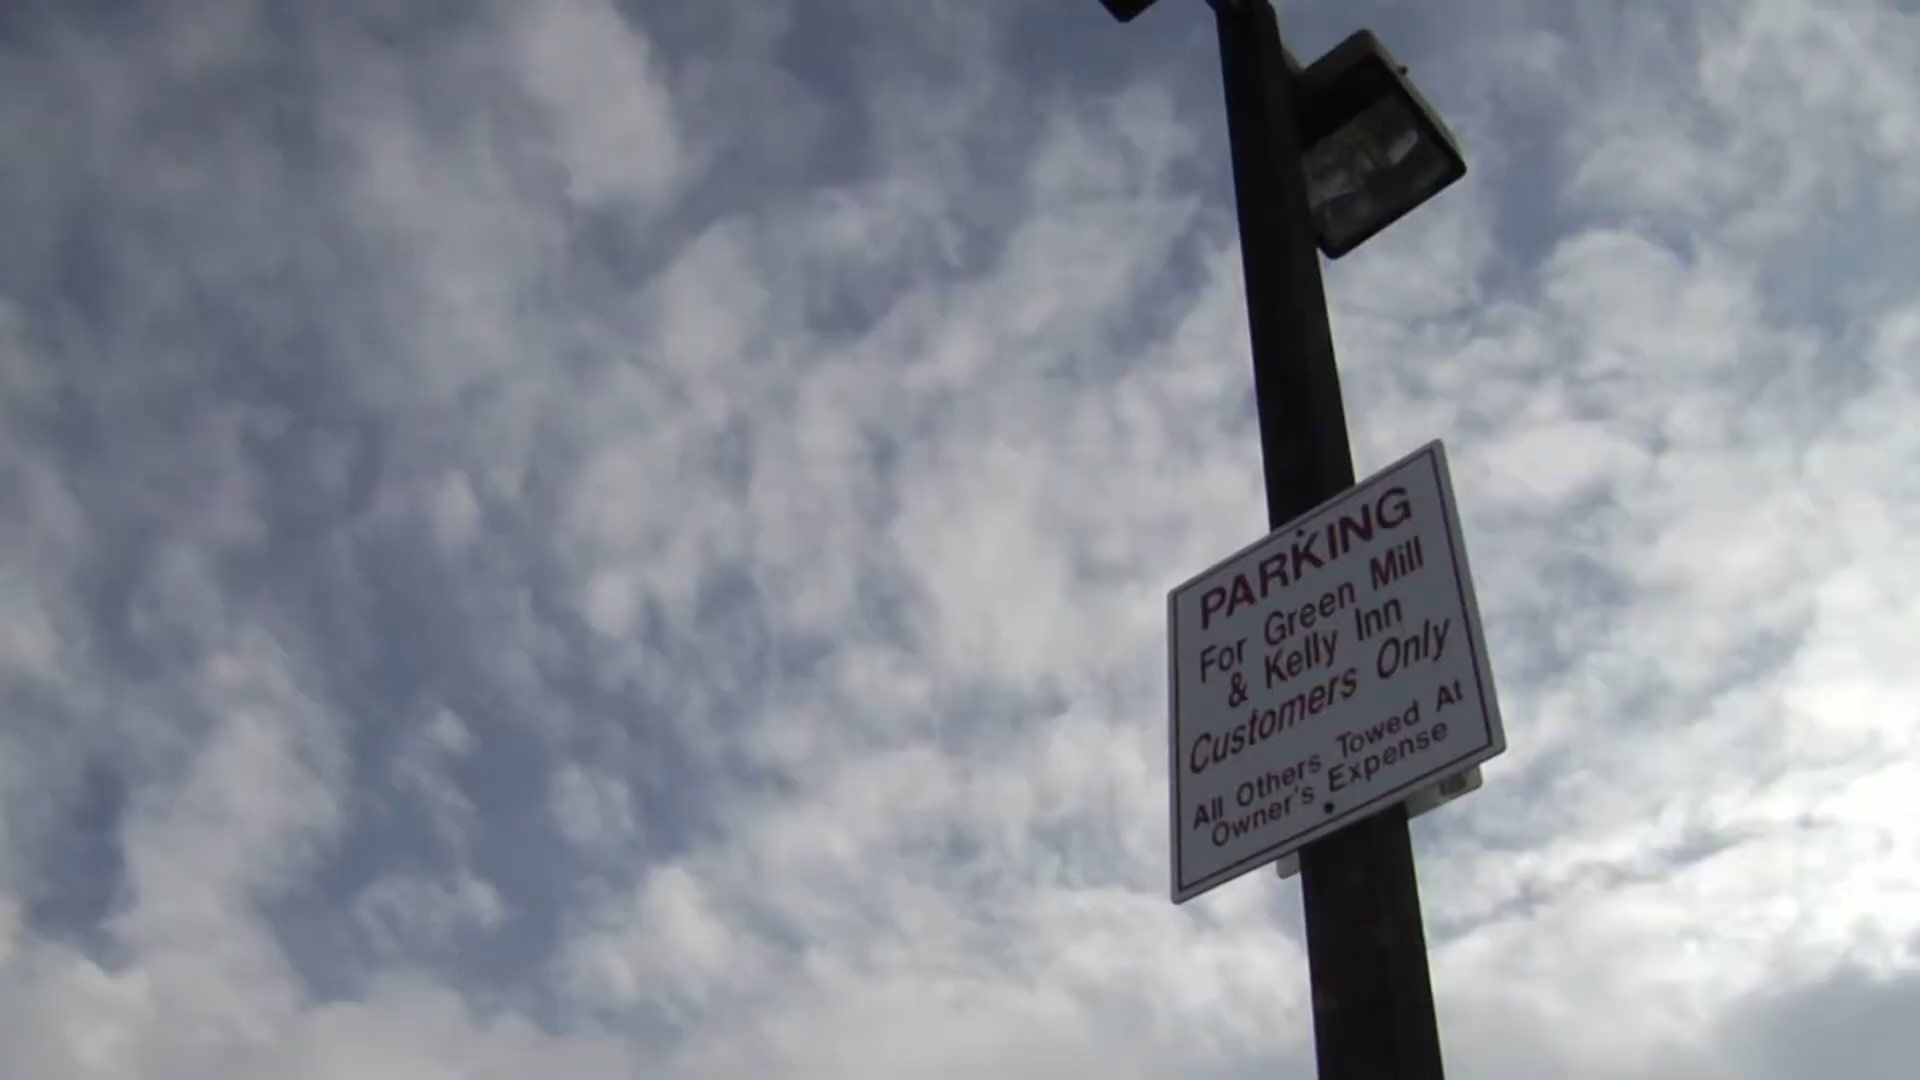 PARKING
For Green Mill
& Kelly Inn
Customers Only
All Others Towed At
Owner's Expense